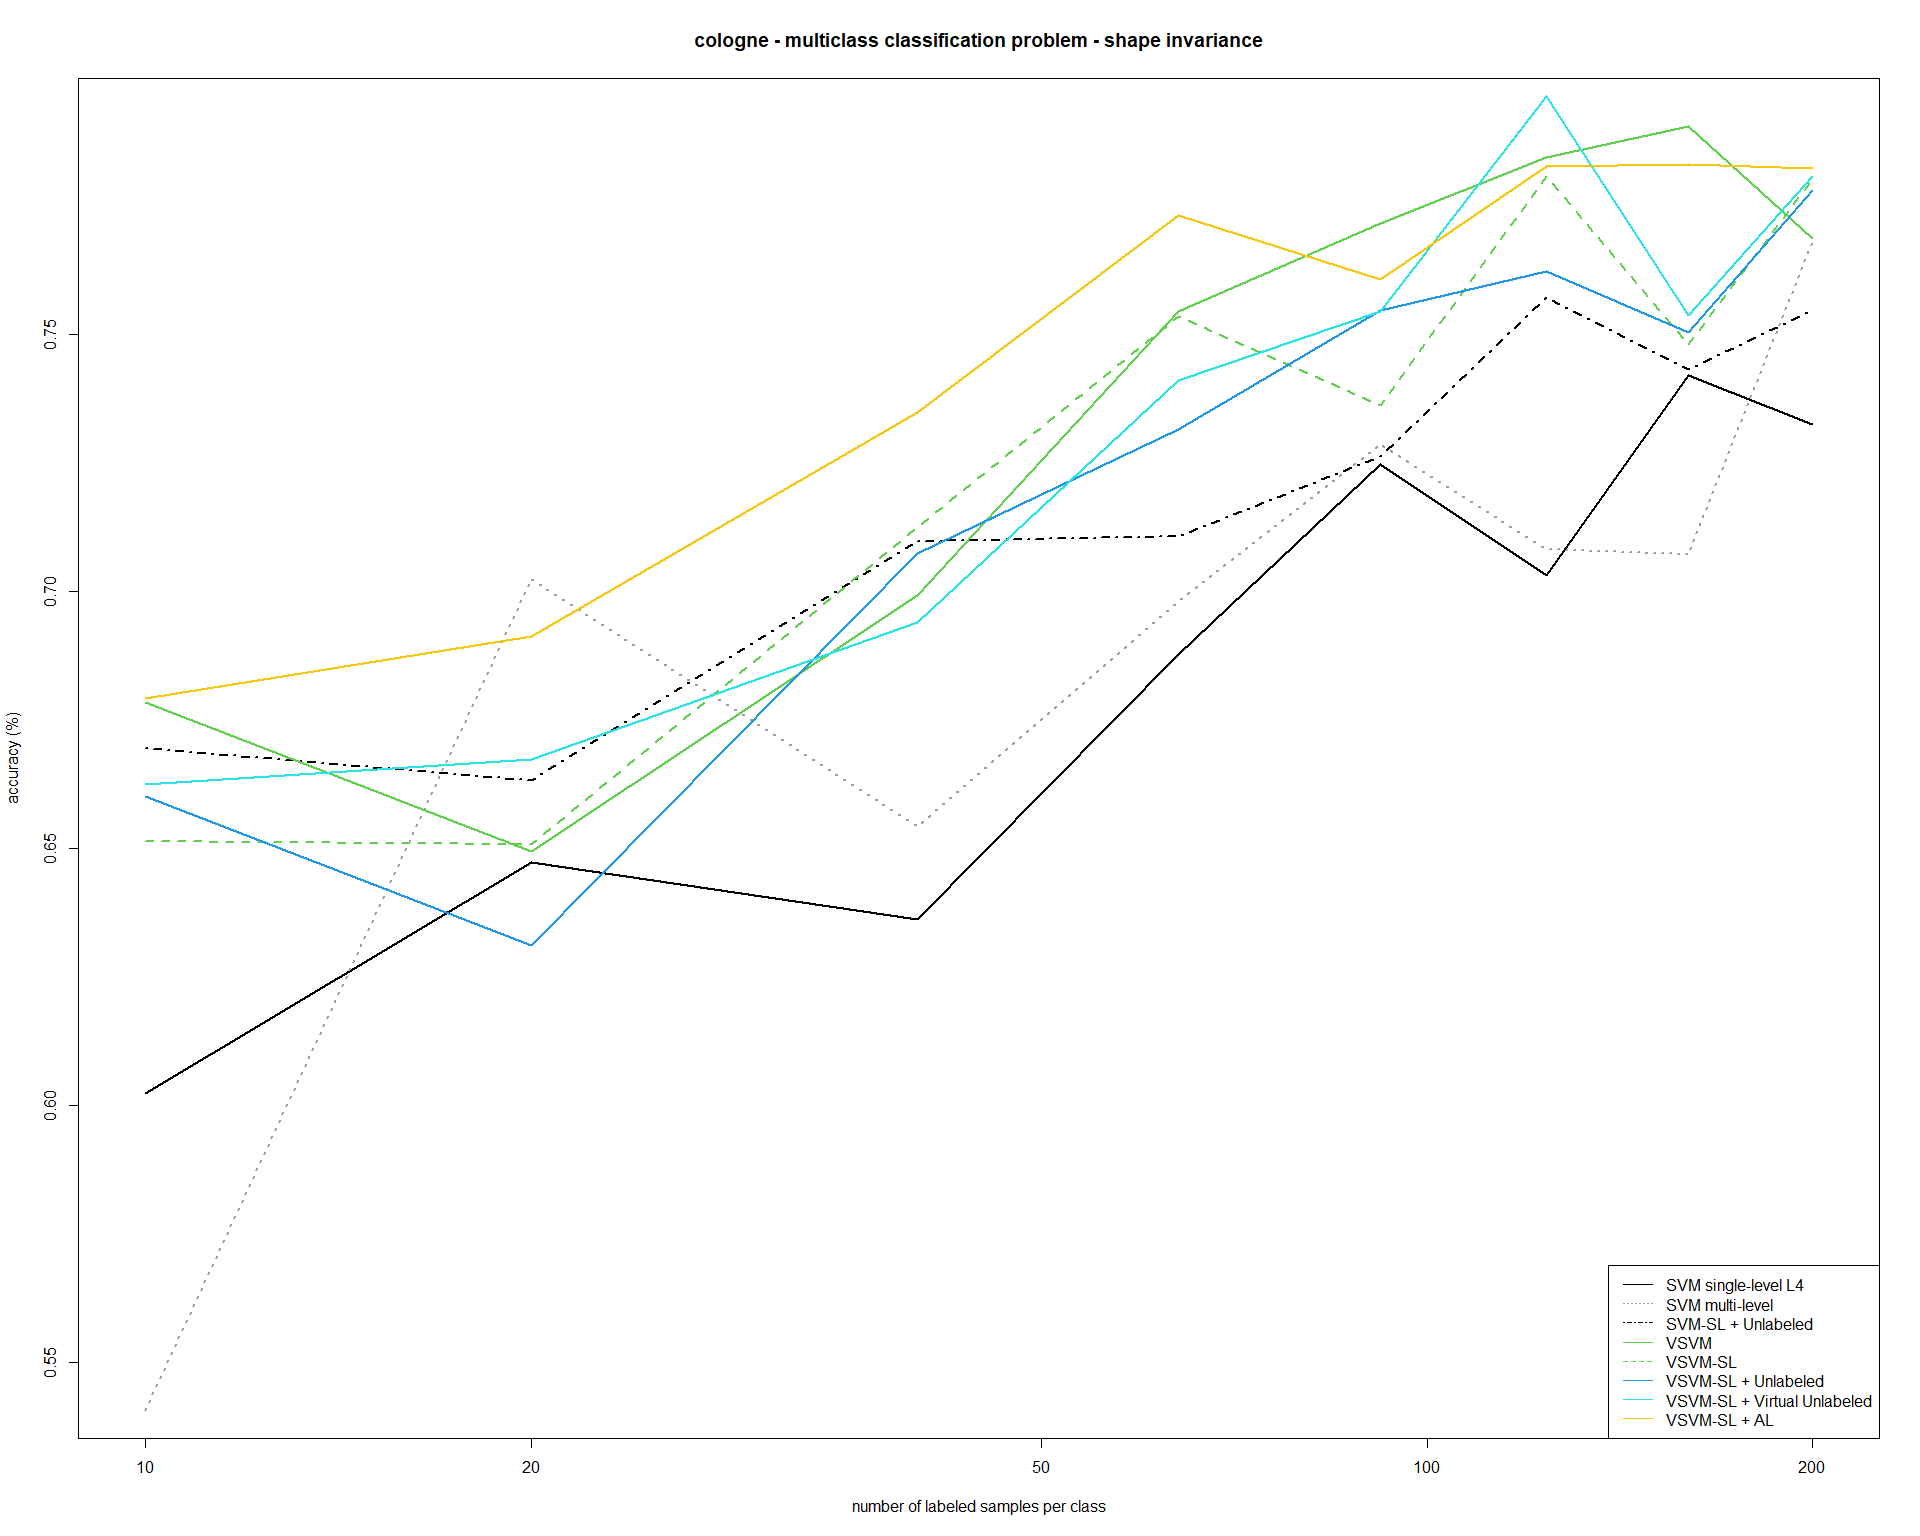 cologne - multiclass classification problem - shape invariance
accuracy (%)
0.75
0.70
0.65
0.60
0.55
10
20
50
100
200
number of labeled samples per class
SVM single-level L4
SVM multi-level
SVM-SL + Unlabeled
VSVM
VSVM-SL
VSVM-SL + Unlabeled
VSVM-SL + Virtual Unlabeled
VSVM-SL + AL